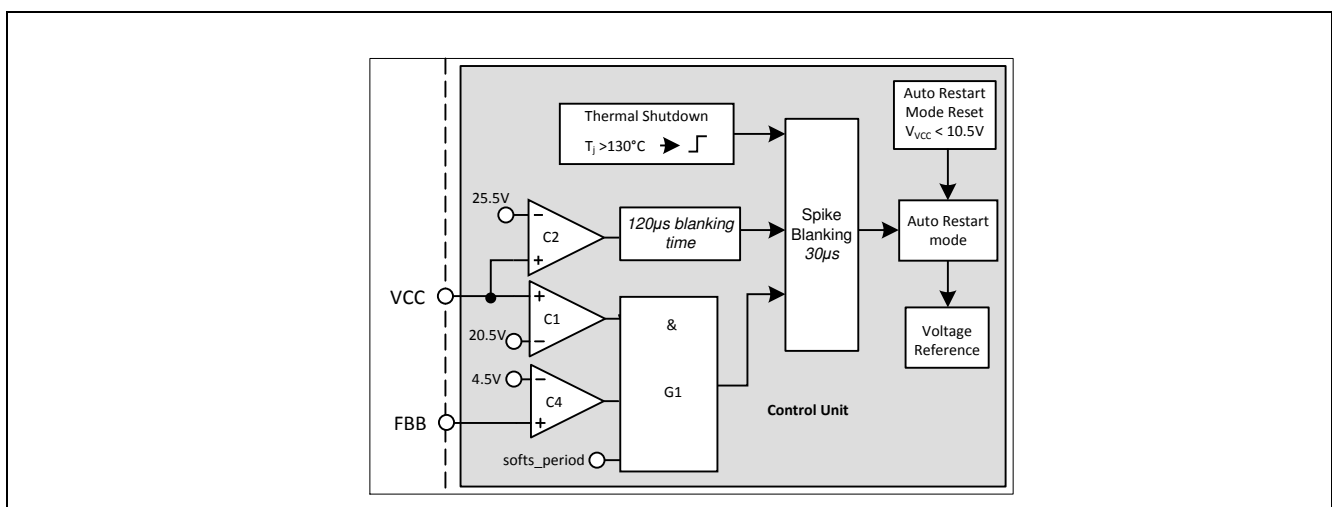 Auto Restart
Mode Reset
V_VCC < 10.5V
Thermal Shutdown
T_j >130°C
25.5V
−
C2
+
120µs blanking
time
Spike
Blanking
30µs
Auto Restart
mode
VCC
+
C1
20.5V
−
&
G1
Voltage
Reference
4.5V
−
C4
FBB
+
Control Unit
softs_period